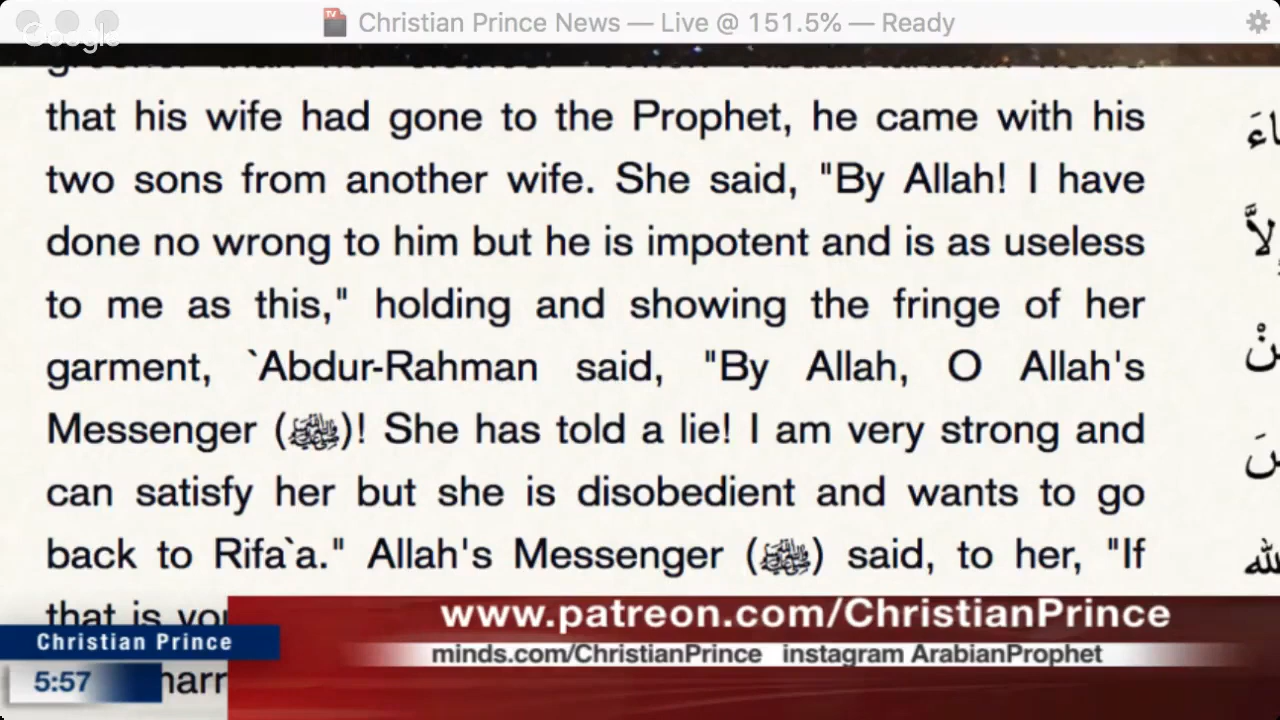 Christian Prince News — Live @ 151.5% — Ready
Google
that his wife had gone to the Prophet, he came with his
two sons from another wife. She said, "By Allah! I have
done no wrong to him but he is impotent and is as useless
to me as this," holding and showing the fringe of her
garment, `Abdur-Rahman said, "By Allah, O Allah's
Messenger (ﷺ)! She has told a lie! I am very strong and
can satisfy her but she is disobedient and wants to go
back to Rifa`a." Allah's Messenger (ﷺ) said, to her, "If
that is
www.patreon.com/ChristianPrince
Christian Prince
minds.com/ChristianPrince instagram ArabianProphet
5:57